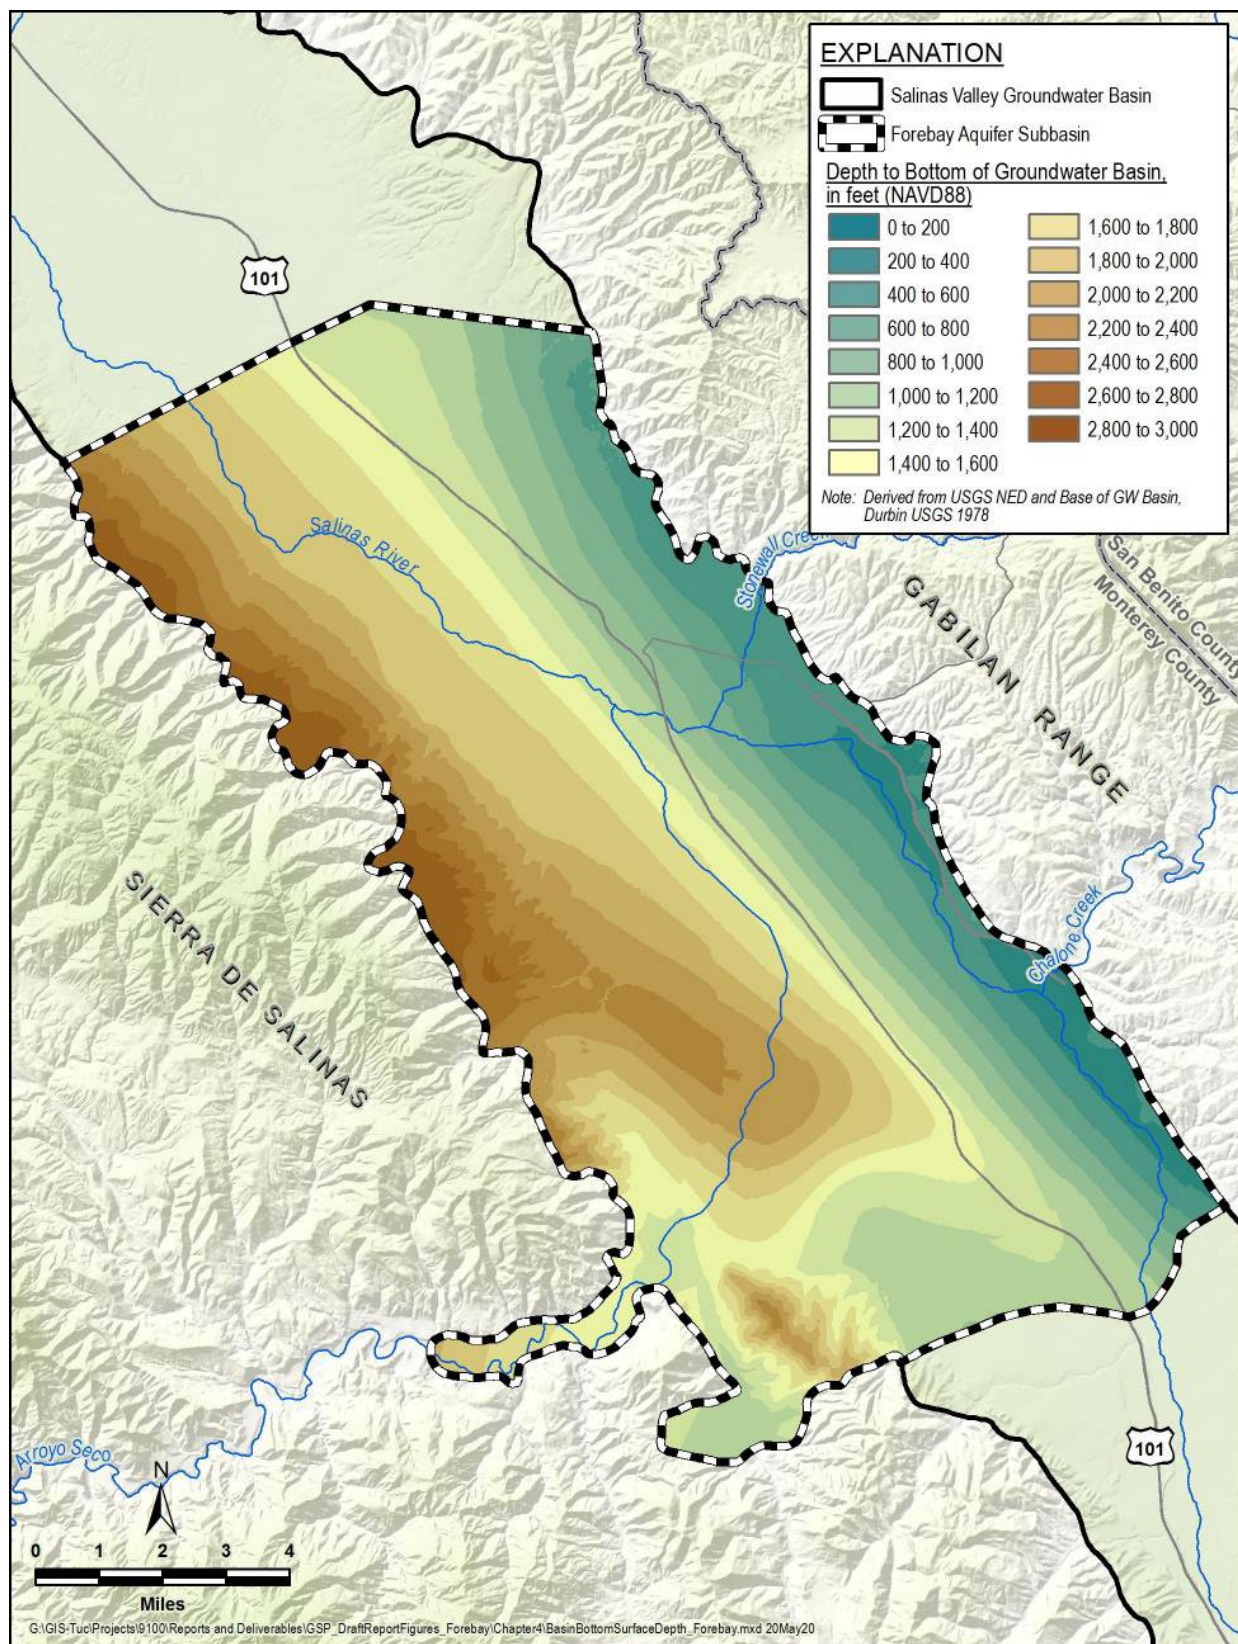 EXPLANATION
Salinas Valley Groundwater Basin
Forebay Aquifer Subbasin
Depth to Bottom of Groundwater Basin,
in feet (NAVD88)
0 to 200
200 to 400
400 to 600
600 to 800
800 to 1,000
1,000 to 1,200
1,200 to 1,400
1,400 to 1,600
1,600 to 1,800
1,800 to 2,000
2,000 to 2,200
2,200 to 2,400
2,400 to 2,600
2,600 to 2,800
2,800 to 3,000
Note: Derived from USGS NED and Base of GW Basin,
Durbin USGS 1978
101
Salinas River
Stonewall Creek
San Benito County
Monterey County
GABILAN RANGE
Chalone Creek
SIERRA DE SALINAS
Arroyo Seco
101
N
0 1 2 3 4
Miles
G:\GIS-Tuc\Projects\9100\Reports and Deliverables\GSP_DraftReportFigures_Forebay\Chapter4\BasinBottomSurfaceDepth_Forebay.mxd 20May20